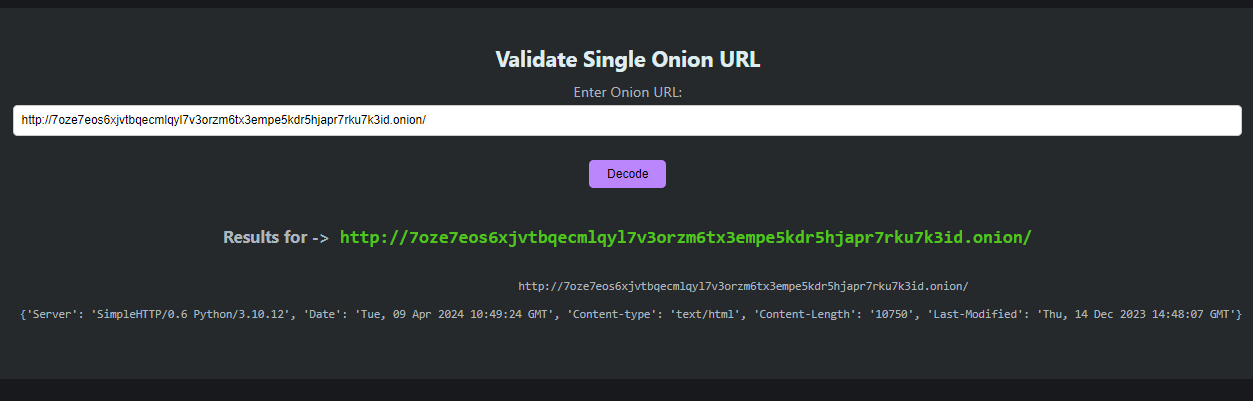 Validate Single Onion URL
Enter Onion URL:
http://7oze7eos6xjvtbqecmlqyl7v3orzm6tx3empe5kdr5hjapr7rku7k3id.onion/
Decode
Results for -> http://7oze7eos6xjvtbqecmlqyl7v3orzm6tx3empe5kdr5hjapr7rku7k3id.onion/
http://7oze7eos6xjvtbqecmlqyl7v3orzm6tx3empe5kdr5hjapr7rku7k3id.onion/
{'Server': 'SimpleHTTP/0.6 Python/3.10.12', 'Date': 'Tue, 09 Apr 2024 10:49:24 GMT', 'Content-type': 'text/html', 'Content-Length': '10750', 'Last-Modified': 'Thu, 14 Dec 2023 14:48:07 GMT'}